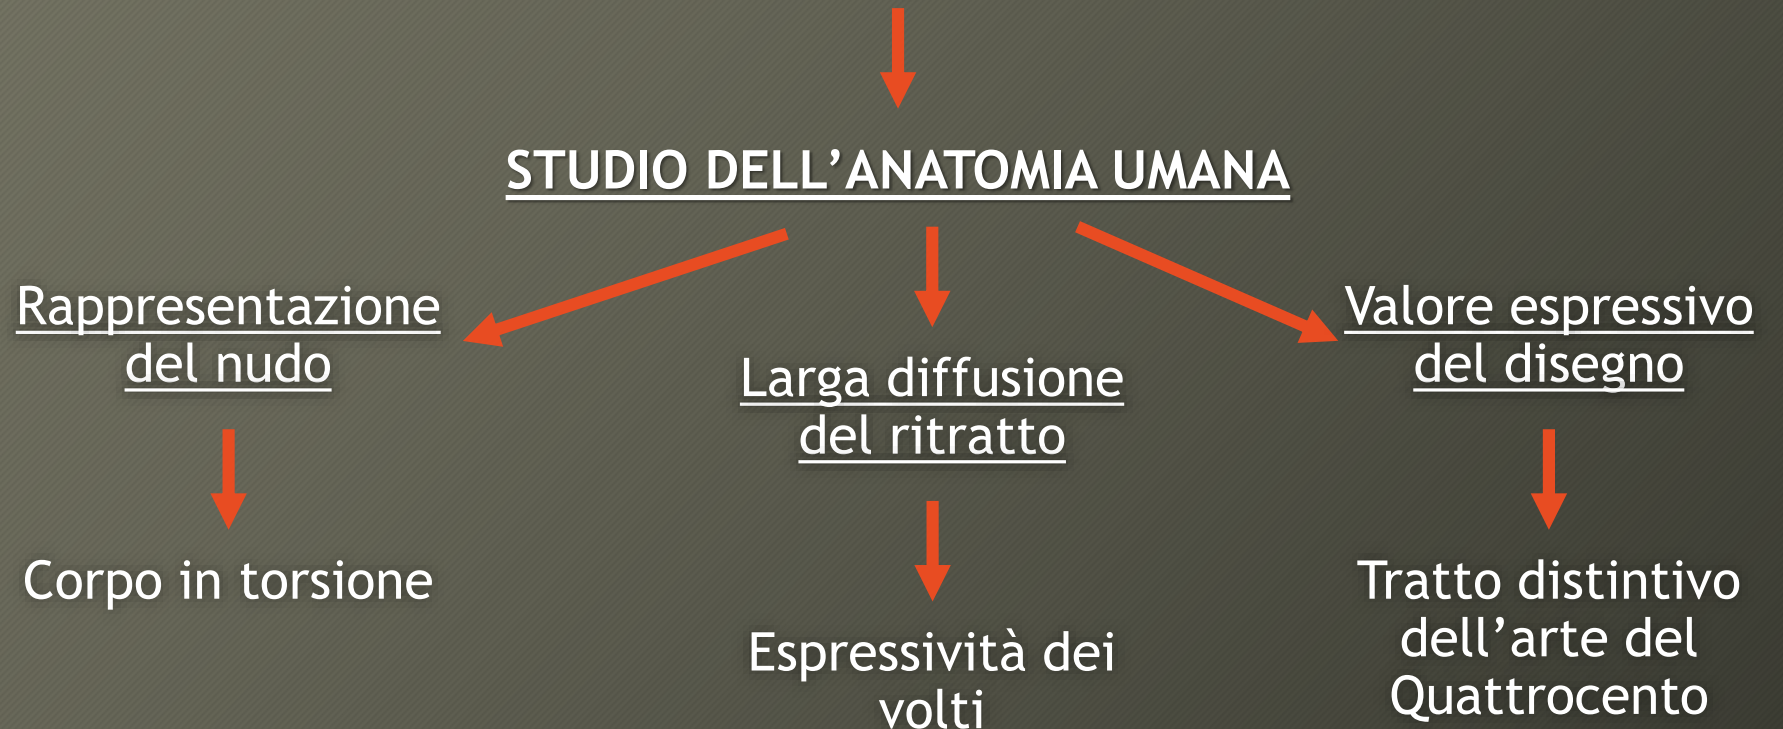 STUDIO DELL’ANATOMIA UMANA
Rappresentazione
del nudo
Corpo in torsione
Larga diffusione
del ritratto
Espressività dei
volti
Valore espressivo
del disegno
Tratto distintivo
dell’arte del
Quattrocento